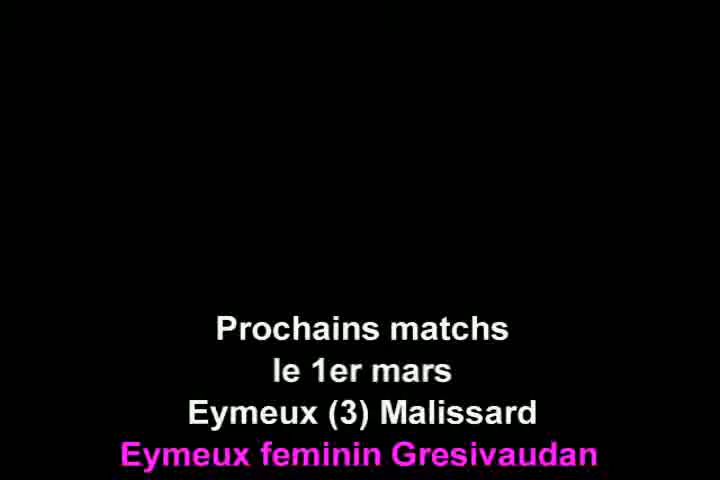 Prochains matchs
le 1er mars
Eymeux (3) Malissard
Eymeux feminin Gresivaudan